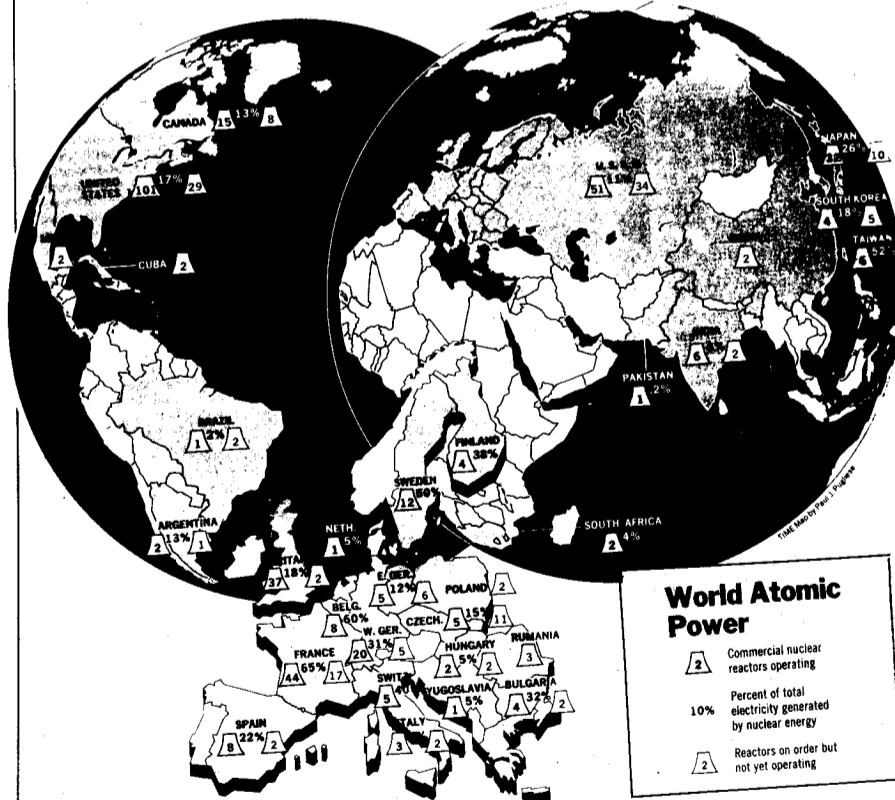 CANADA 15 13% 8
UNITED STATES 101 17% 29
2
CUBA 2
BRAZIL
1 2% 2
ARGENTINA
2 13% 1
51 34
JAPAN
26% 10
SOUTH KOREA
4 18% 5
TAIWAN
52%
2
6 2
PAKISTAN
1 .2%
FINLAND
4 38%
SWEDEN
12 50%
SOUTH AFRICA
2 4%
TIME Map by Paul J. Pugliese
NETH.
1 5%
37 18% 2
E. GER.
5 12% 6
POLAND 2
BELG.
8 60%
CZECH. 5 15% 11
W. GER.
20 31% 5
FRANCE
44 65% 17
HUNGARY
2 5% 2
RUMANIA
3
SWITZ
5
YUGOSLAVIA
1 5%
BULGARIA
4 32% 2
SPAIN
8 22% 2
ITALY
3 2
World Atomic
Power
2 Commercial nuclear
reactors operating
10% Percent of total
electricity generated
by nuclear energy
2 Reactors on order but
not yet operating